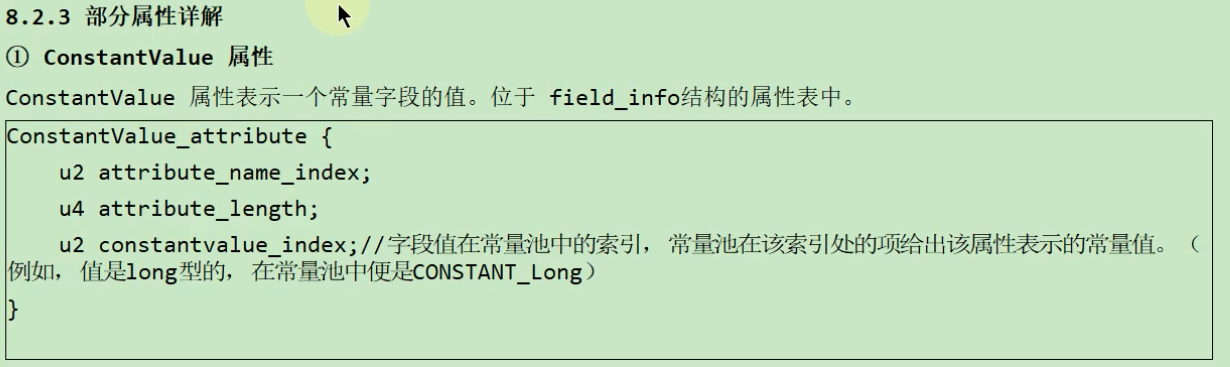 8.2.3 部分属性详解
① ConstantValue 属性
ConstantValue 属性表示一个常量字段的值。位于 field_info结构的属性表中。
ConstantValue_attribute {
    u2 attribute_name_index;
    u4 attribute_length;
    u2 constantvalue_index;//字段值在常量池中的索引，常量池在该索引处的项给出该属性表示的常量值。（
例如，值是long型的，在常量池中便是CONSTANT_Long）
}